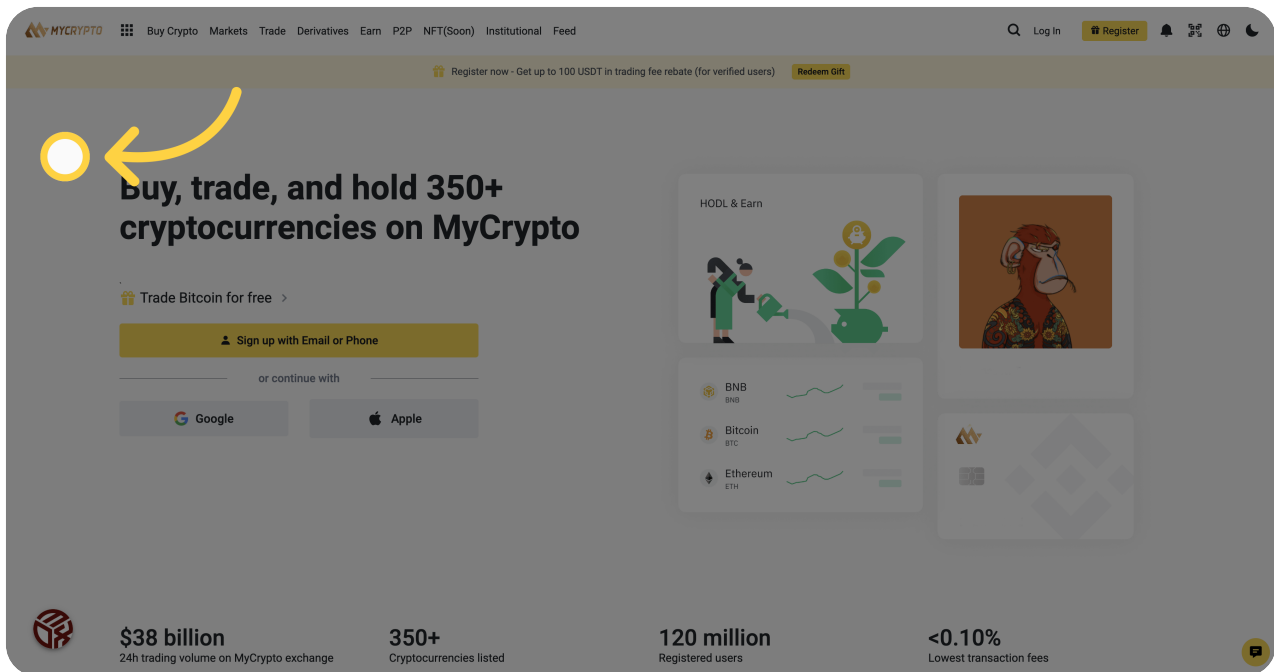 MYCRYPTO
Buy Crypto Markets Trade Derivatives Earn P2P NFT(Soon) Institutional Feed
Log In Register
Register now - Get up to 100 USDT in trading fee rebate (for verified users) Redeem Gift
Buy, trade, and hold 350+
cryptocurrencies on MyCrypto
Trade Bitcoin for free
Sign up with Email or Phone
or continue with
Google Apple
HODL & Earn
BNB
BNB
Bitcoin
BTC
Ethereum
ETH
$38 billion 350+ 120 million <0.10%
24h trading volume on MyCrypto exchange Cryptocurrencies listed Registered users Lowest transaction fees